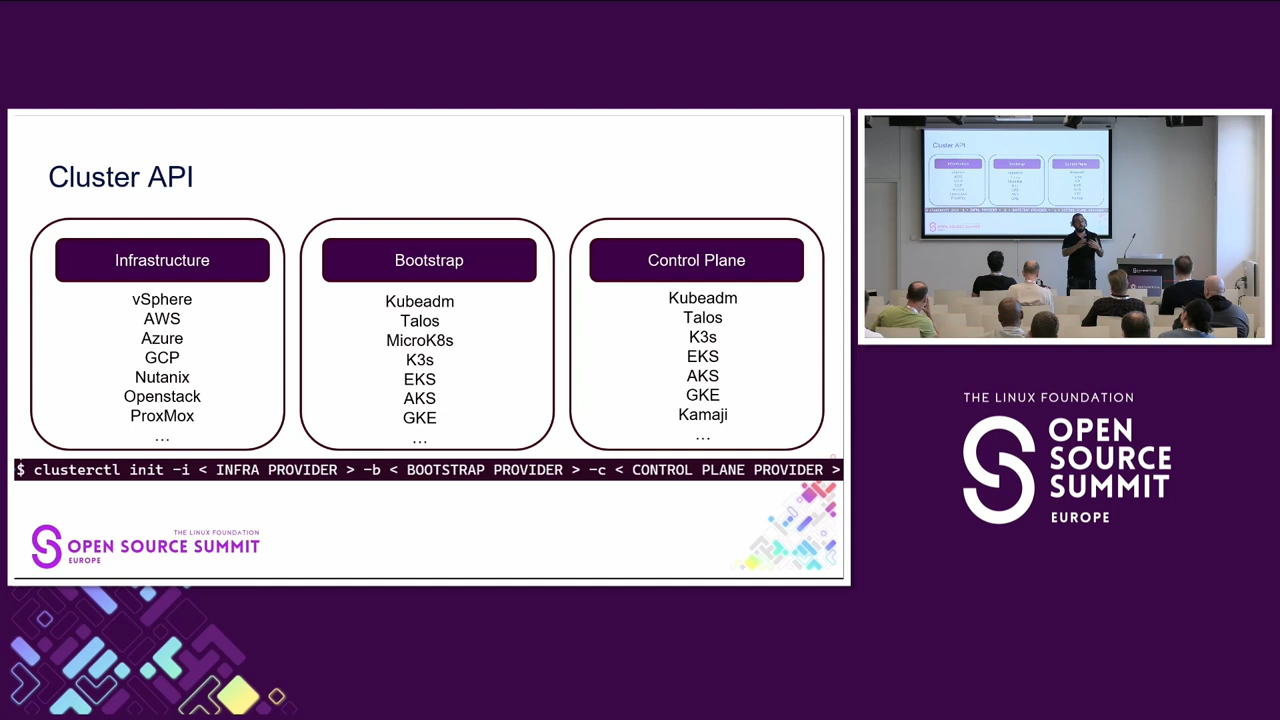 Cluster API
Infrastructure
vSphere
AWS
Azure
GCP
Nutanix
Openstack
ProxMox
...
Bootstrap
Kubeadm
Talos
MicroK8s
K3s
EKS
AKS
GKE
...
Control Plane
Kubeadm
Talos
K3s
EKS
AKS
GKE
Kamaji
...
$ clusterctl init -i < INFRA PROVIDER > -b < BOOTSTRAP PROVIDER > -c < CONTROL PLANE PROVIDER >
THE LINUX FOUNDATION
OPEN SOURCE SUMMIT
EUROPE
Cluster API
THE LINUX FOUNDATION
OPEN
SOURCE
SUMMIT
EUROPE